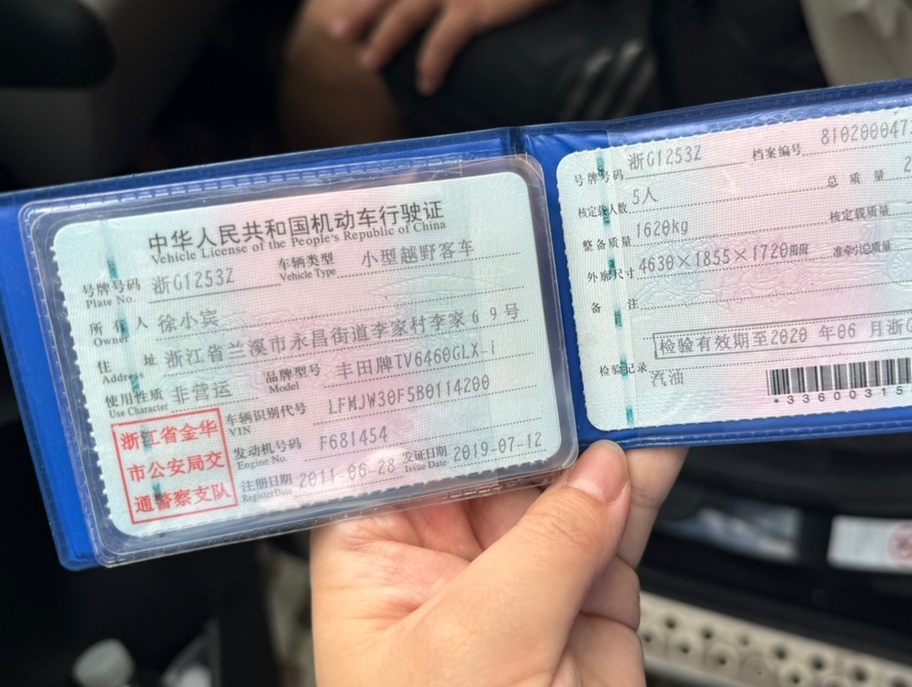 中华人民共和国机动车行驶证
Vehicle License of the People's Republic of China
号牌号码 浙G1253Z 车辆类型 小型越野客车
Plate No. Vehicle Type
所有人 徐小宾
Owner
住址 浙江省兰溪市永昌街道李家村李家69号
Address
使用性质 非营运 品牌型号 丰田牌TV6460GLX-i
Use Character Model
浙江省金华
市公安局交
通警察支队
车辆识别代号 LFMJW30F5B0114200
VIN
发动机号码 F681454
Engine No.
注册日期 2011-06-28 发证日期 2019-07-12
Register Date Issue Date
号牌号码 浙G1253Z 档案编号 810200047
核定载人数 5人 总质量 2
整备质量 1620kg 核定载质量
外廓尺寸 4630×1855×1720mm 准牵引总质量
备注
检验有效期至2020年06月浙G
检验记录
汽油
*33600315